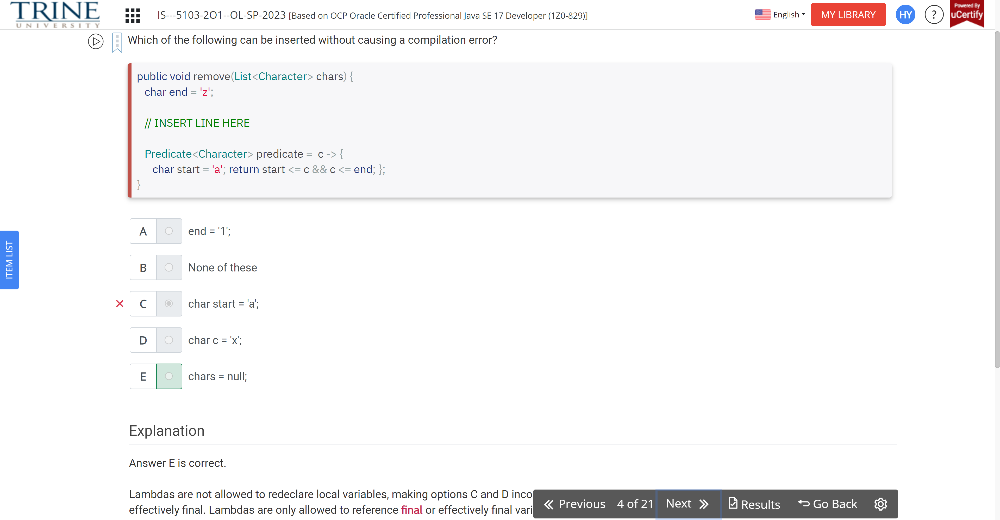 TRINE
UNIVERSITY
IS---5103-2O1--OL-SP-2023 [Based on OCP Oracle Certified Professional Java SE 17 Developer (1Z0-829)]
English
MY LIBRARY
HY
?
Powered By
uCertify
Which of the following can be inserted without causing a compilation error?
public void remove(List<Character> chars) {
char end = 'z';
// INSERT LINE HERE
Predicate<Character> predicate = c -> {
char start = 'a'; return start <= c && c <= end; };
}
A end = '1';
B None of these
C char start = 'a';
D char c = 'x';
E chars = null;
ITEM LIST
Explanation
Answer E is correct.
Lambdas are not allowed to redeclare local variables, making options C and D inco
effectively final. Lambdas are only allowed to reference final or effectively final vari
Previous 4 of 21 Next Results Go Back